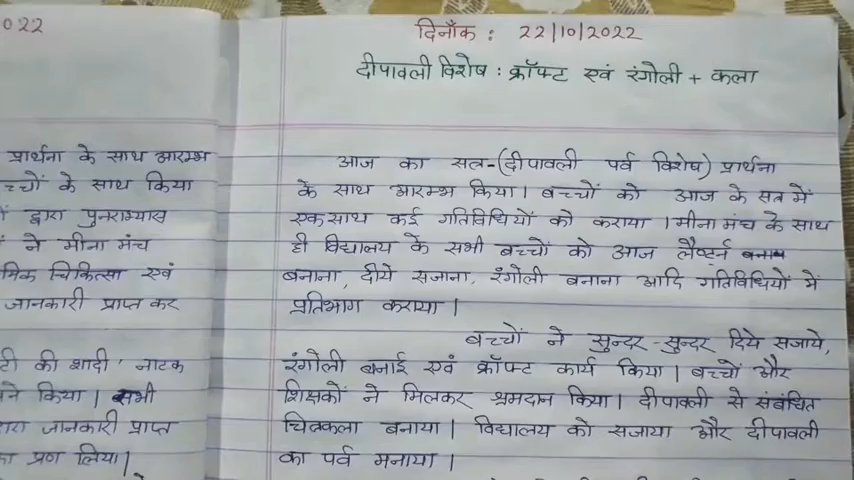 022
प्रार्थना के साथ आरम्भ
च्चों के साथ किया
द्वारा पुनराभ्यास
ने मीना मंच
मिक चिकित्सा एवं
जानकारी प्राप्त कर
टी की शादी' नाटक
ने किया। सभी
जानकारी प्राप्त
का प्रण लिया।
दिनाँक : 22/10/2022
दीपावली विशेष : क्रॉफ्ट एवं रंगोली + कला
आज का सत्र-(दीपावली पर्व विशेष) प्रार्थना
के साथ आरम्भ किया। बच्चों को आज के सत्र में
एकसाथ कई गतिविधियों को कराया। मीना मंच के साथ
ही विद्यालय के सभी बच्चों को आज लैण्टर्न
बनाना, दीये सजाना, रंगोली बनाना आदि गतिविधियों में
प्रतिभाग कराया।
बच्चों ने सुन्दर-सुन्दर दिये सजाये,
रंगोली बनाई एवं क्रॉफ्ट कार्य किया। बच्चों और
शिक्षकों ने मिलकर श्रमदान किया। दीपावली से संबंधित
चित्रकला बनाया। विद्यालय को सजाया और दीपावली
का पर्व मनाया।